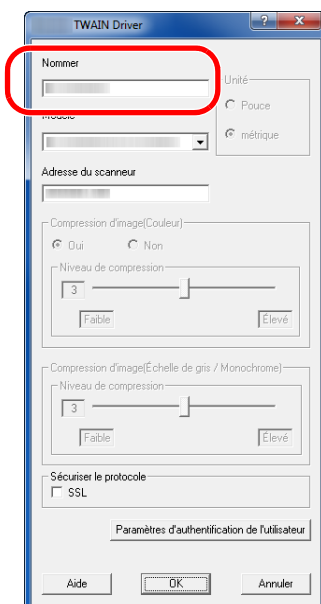 TWAIN Driver
Nommer
Unité
Pouce
métrique
Modèle
Adresse du scanneur
Compression d'image(Couleur)
Oui Non
Niveau de compression
3
Faible Élevé
Compression d'image(Échelle de gris / Monochrome)
Niveau de compression
3
Faible Élevé
Sécuriser le protocole
SSL
Paramètres d'authentification de l'utilisateur
Aide OK Annuler